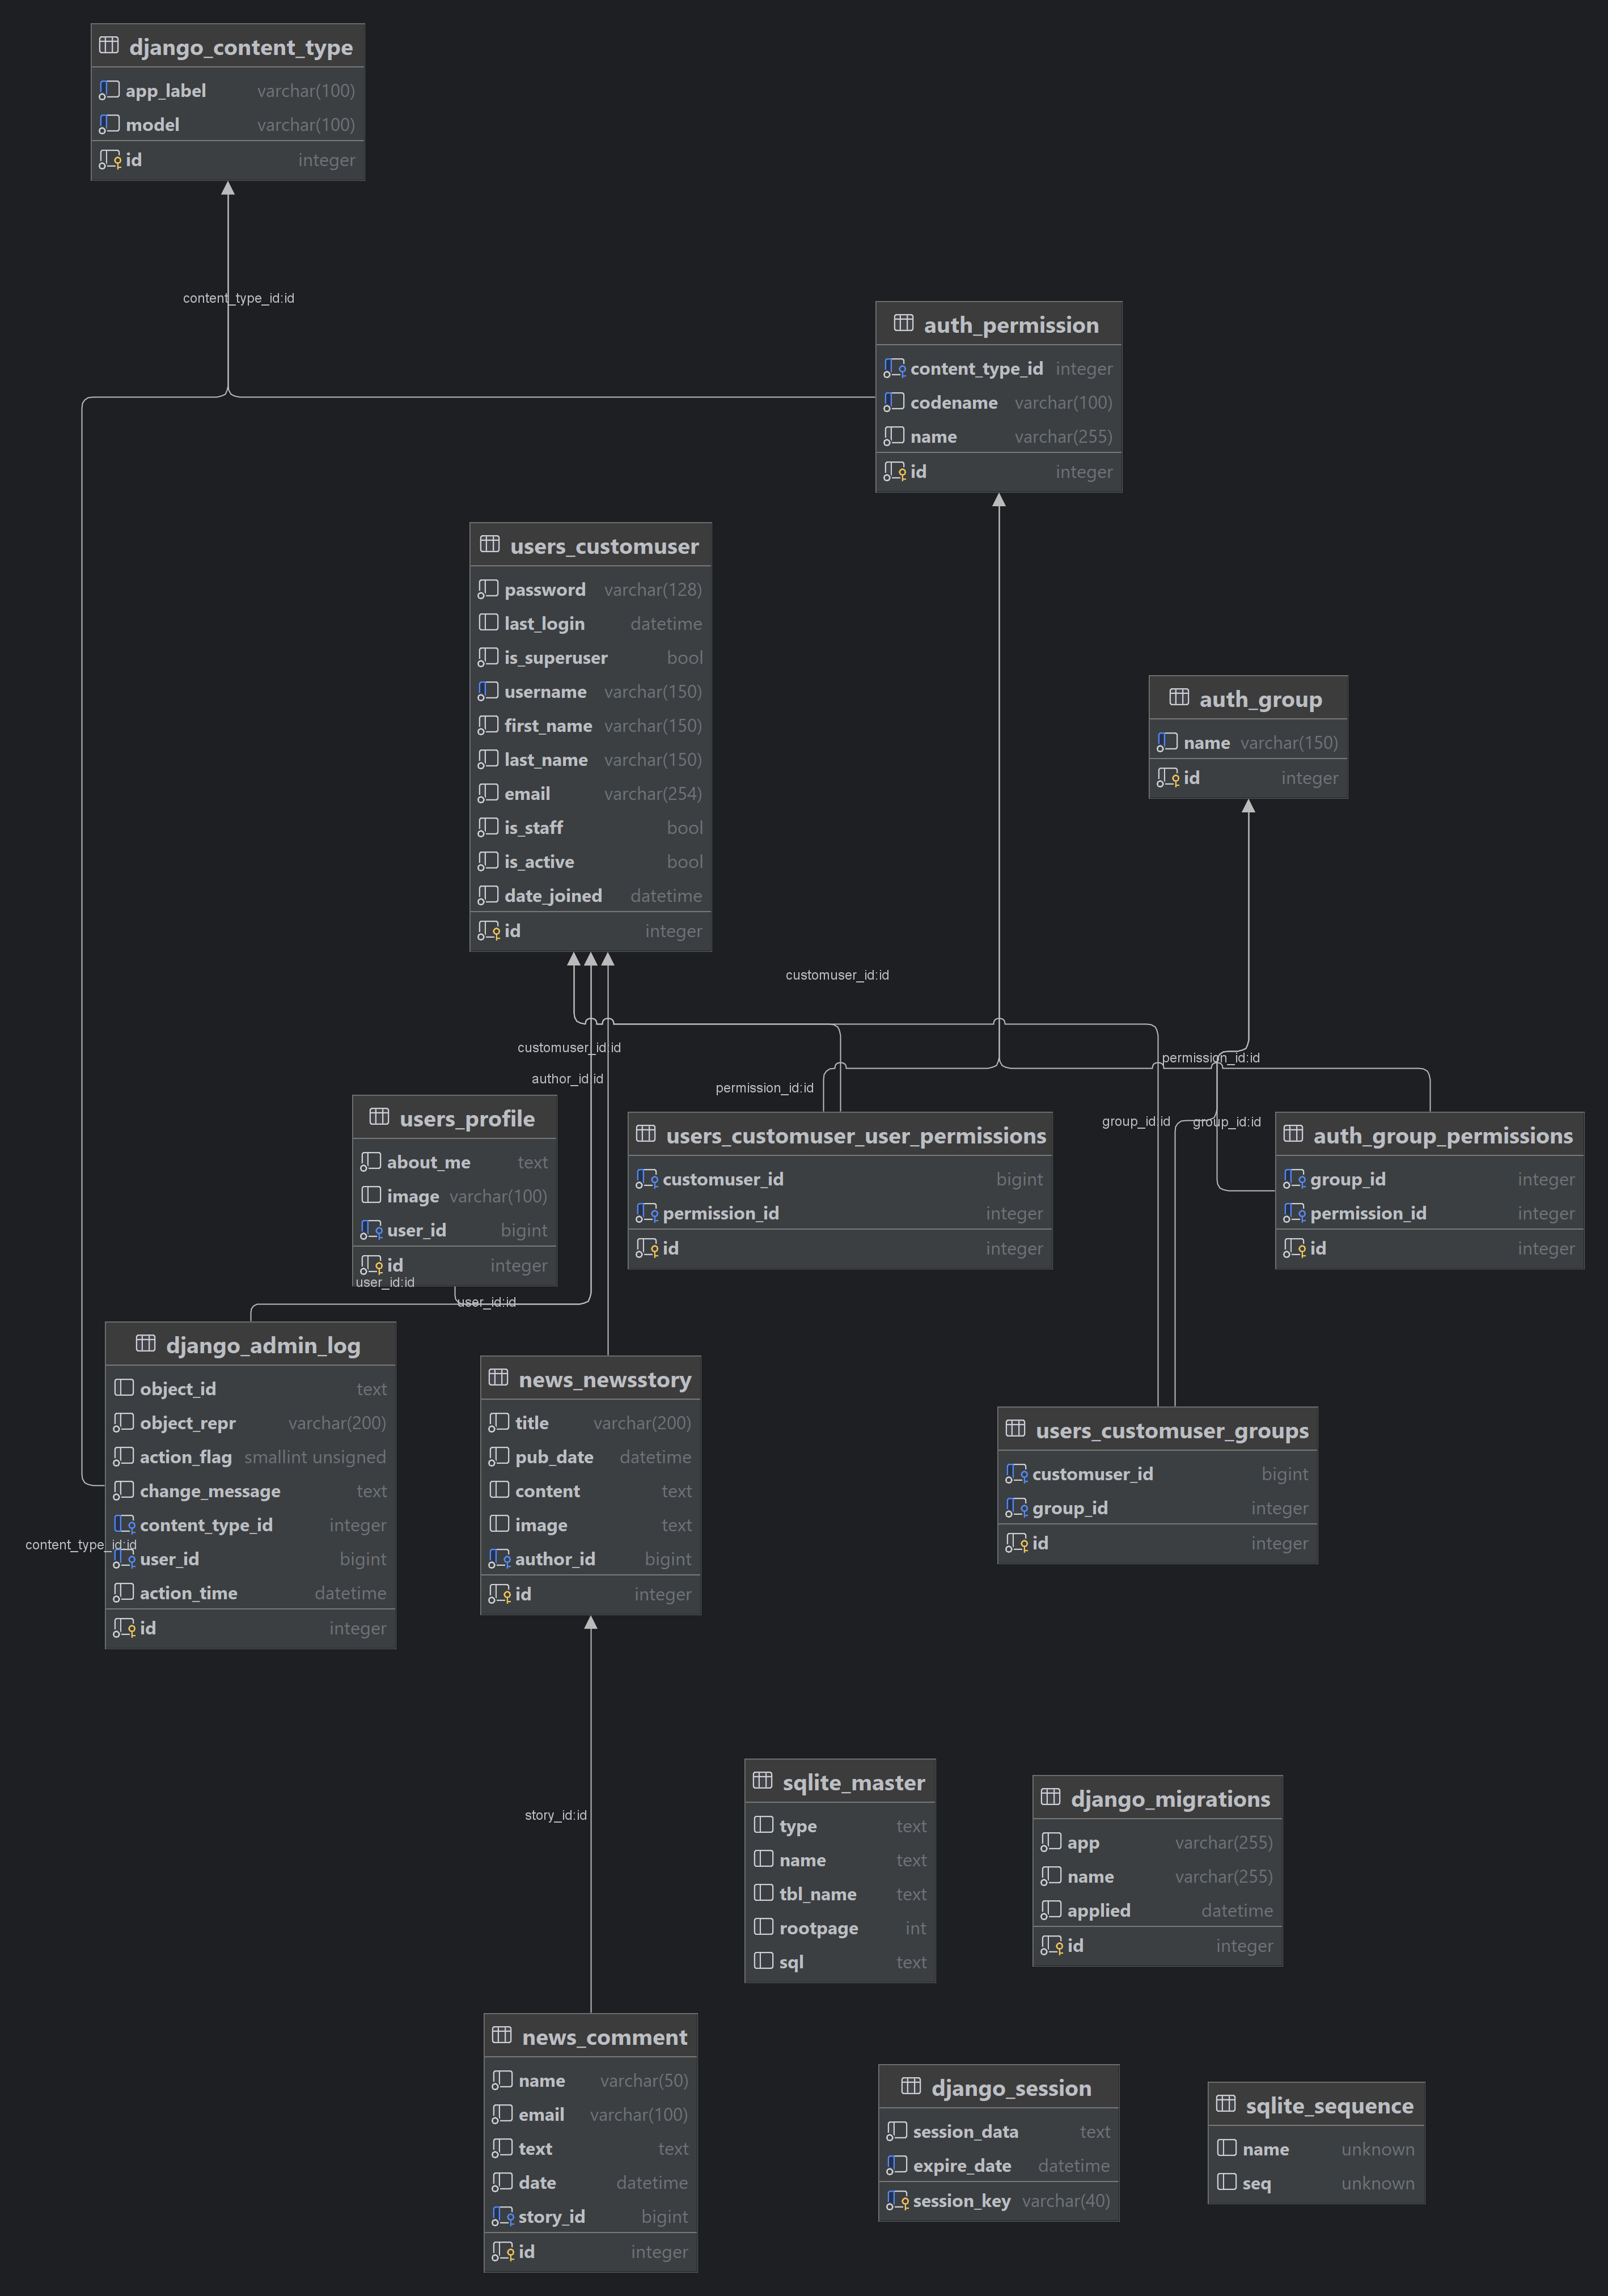 django_content_type
app_label varchar(100)
model varchar(100)
id integer
content_type_id:id
auth_permission
content_type_id integer
codename varchar(100)
name varchar(255)
id integer
users_customuser
password varchar(128)
last_login datetime
is_superuser bool
username varchar(150)
first_name varchar(150)
last_name varchar(150)
email varchar(254)
is_staff bool
is_active bool
date_joined datetime
id integer
auth_group
name varchar(150)
id integer
customuser_id:id
customuser_id:id
author_id:id
permission_id:id
permission_id:id
group_id:id
group_id:id
users_profile
about_me text
image varchar(100)
user_id bigint
id integer
user_id:id
user_id:id
users_customuser_user_permissions
customuser_id bigint
permission_id integer
id integer
auth_group_permissions
group_id integer
permission_id integer
id integer
django_admin_log
object_id text
object_repr varchar(200)
action_flag smallint unsigned
change_message text
content_type_id integer
content_type_id:id
user_id bigint
action_time datetime
id integer
news_newsstory
title varchar(200)
pub_date datetime
content text
image text
author_id bigint
id integer
users_customuser_groups
customuser_id bigint
group_id integer
id integer
story_id:id
sqlite_master
type text
name text
tbl_name text
rootpage int
sql text
django_migrations
app varchar(255)
name varchar(255)
applied datetime
id integer
news_comment
name varchar(50)
email varchar(100)
text text
date datetime
story_id bigint
id integer
django_session
session_data text
expire_date datetime
session_key varchar(40)
sqlite_sequence
name unknown
seq unknown